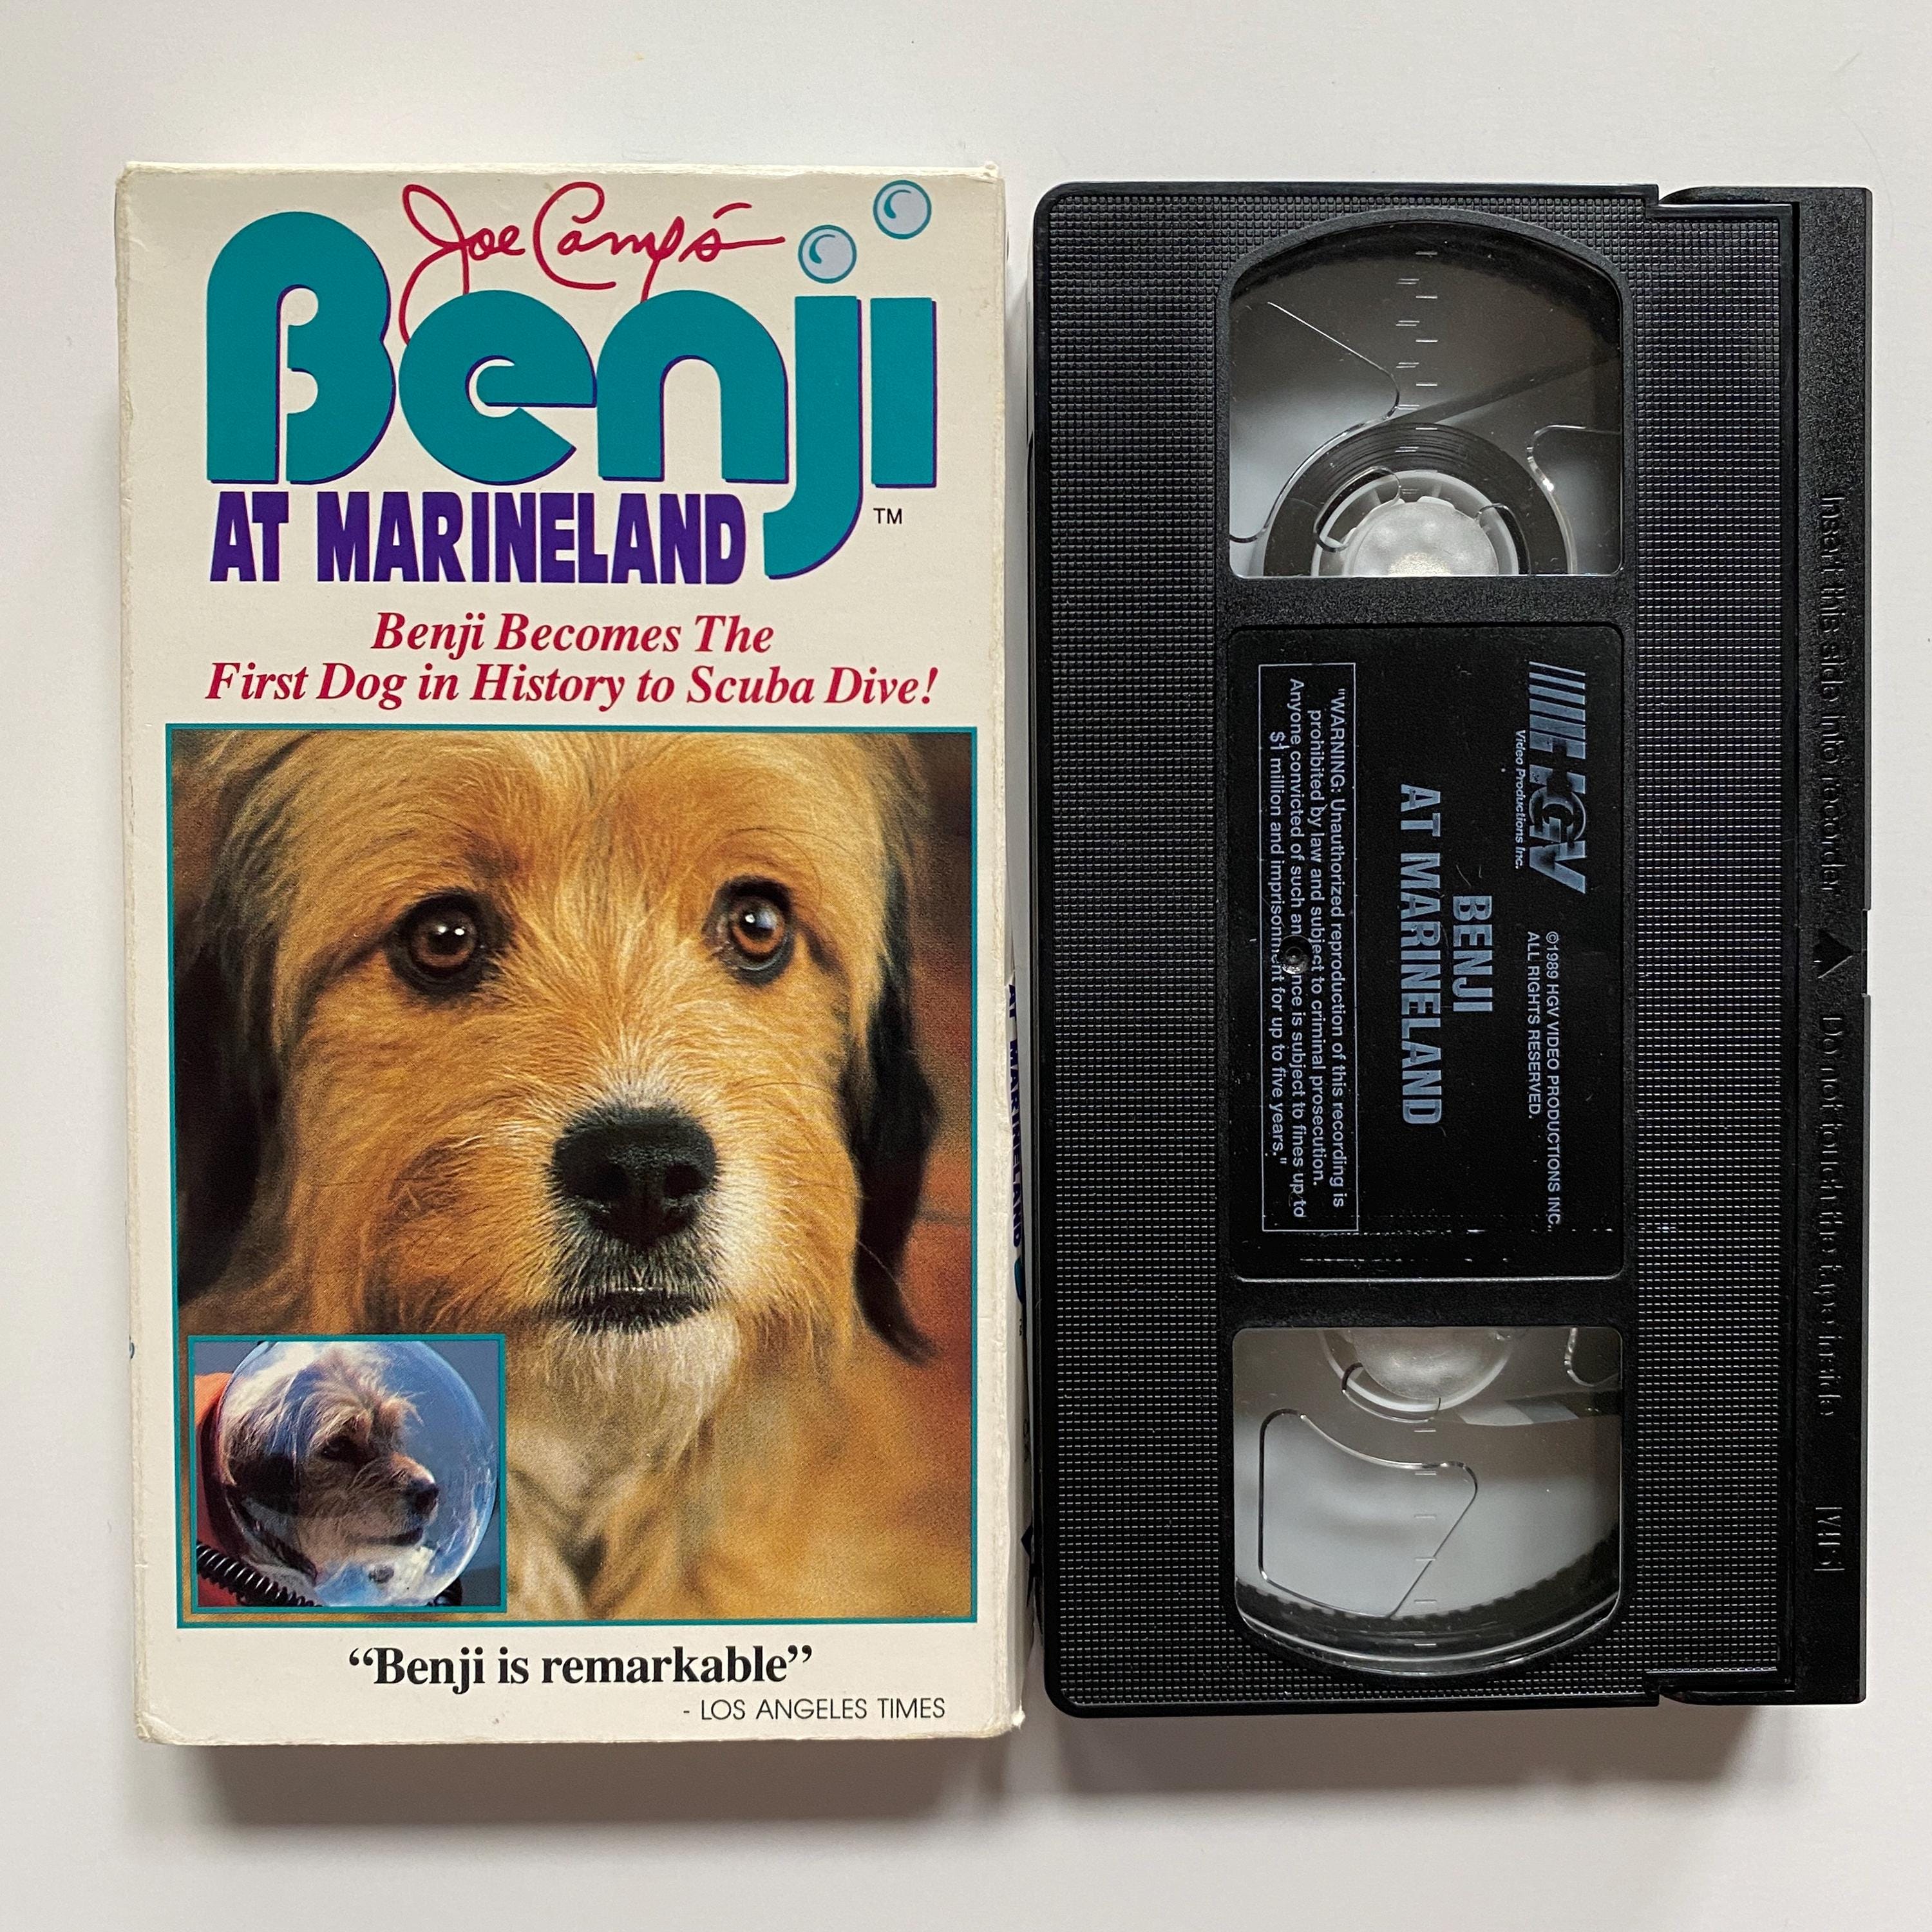 Joe Camp's
Benji
AT MARINELAND
TM
Benji Becomes The
First Dog in History to Scuba Dive!
"Benji is remarkable"
- LOS ANGELES TIMES
AT MARINELAND
HGV
Video Productions Inc.
©1989 HGV VIDEO PRODUCTIONS INC.
ALL RIGHTS RESERVED.
BENJI
AT MARINELAND
"WARNING: Unauthorized reproduction of this recording is
prohibited by law and subject to criminal prosecution.
Anyone convicted of such an is subject to fines up to
$1 million and imprisonment for up to five years."
Insert this side into recorder ▲ Do not touch the tape inside